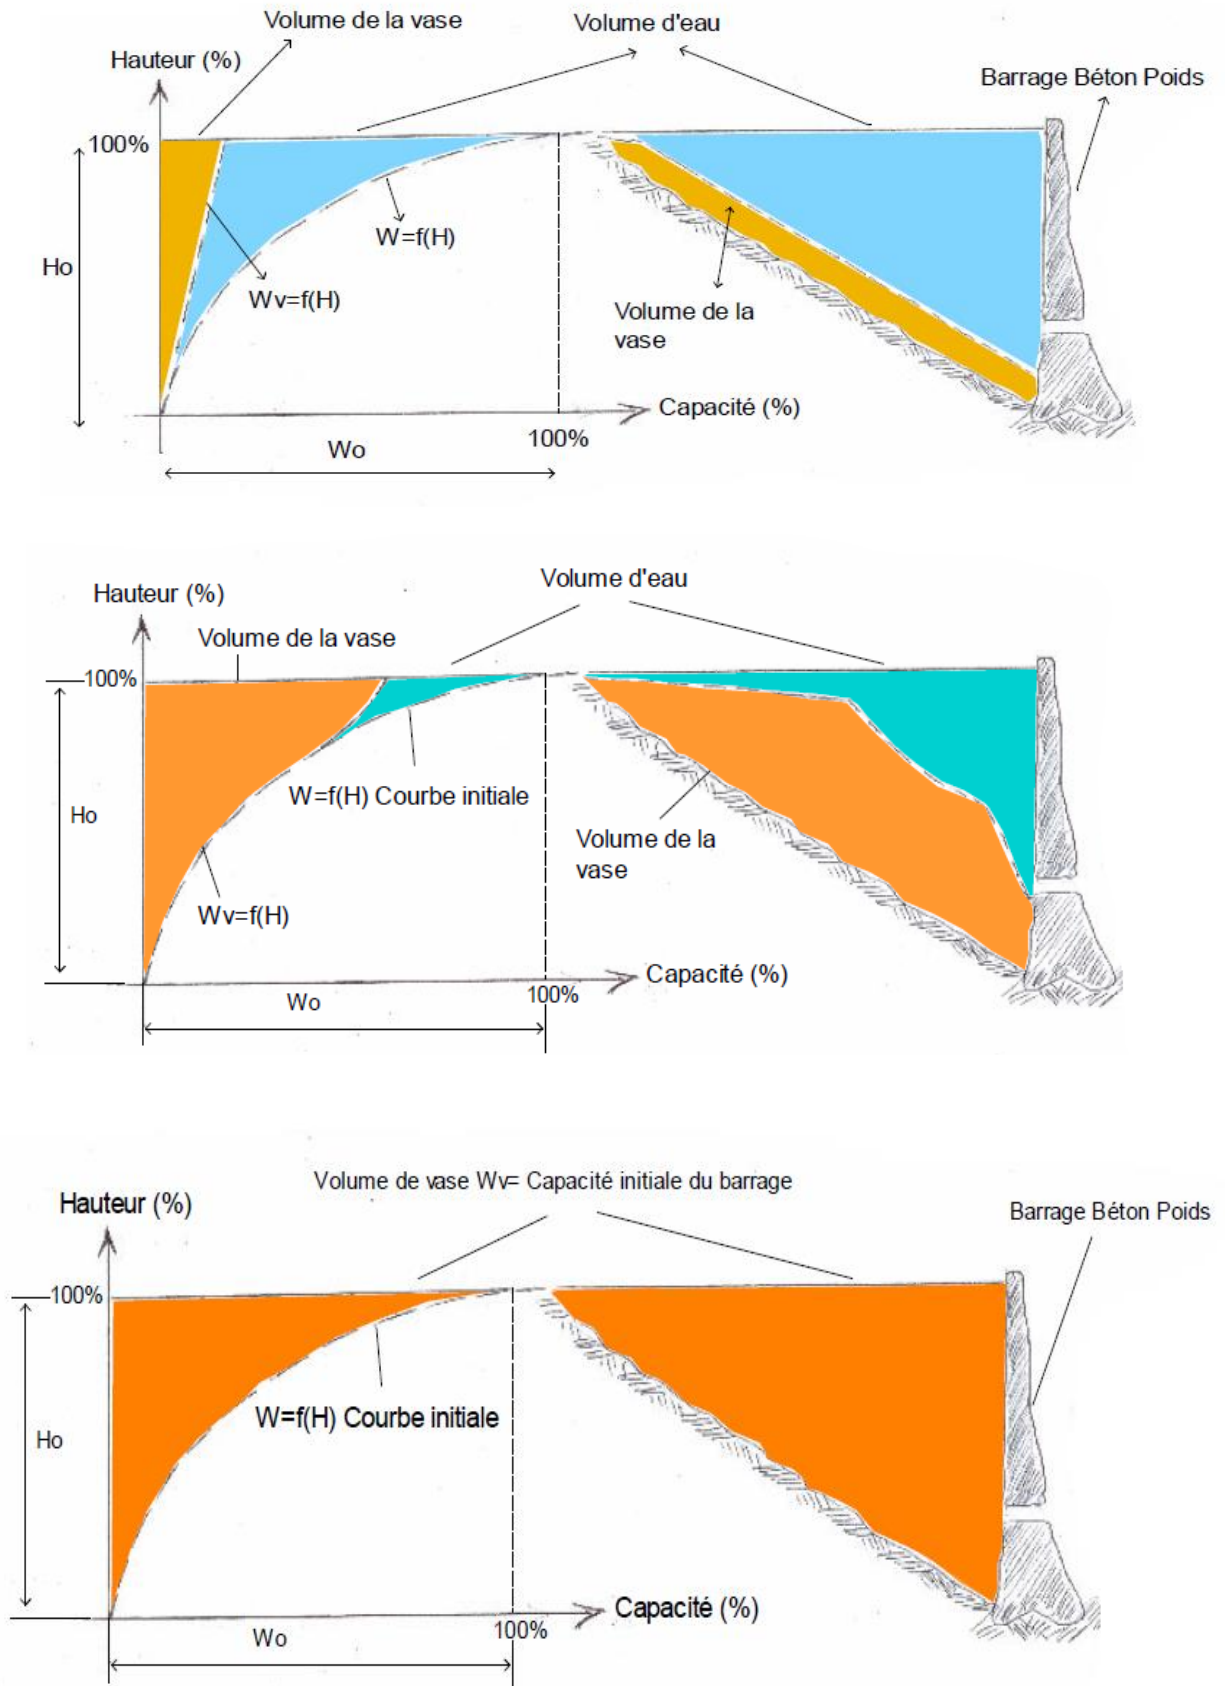 Volume de la vase
Volume d'eau
Hauteur (%)
Barrage Béton Poids
100%
W=f(H)
Ho
Wv=f(H)
Volume de la
vase
Capacité (%)
100%
Wo
Volume d'eau
Hauteur (%)
Volume de la vase
100%
W=f(H) Courbe initiale
Ho
Volume de la
vase
Wv=f(H)
Capacité (%)
100%
Wo
Volume de vase Wv= Capacité initiale du barrage
Hauteur (%)
Barrage Béton Poids
100%
W=f(H) Courbe initiale
Ho
Capacité (%)
100%
Wo